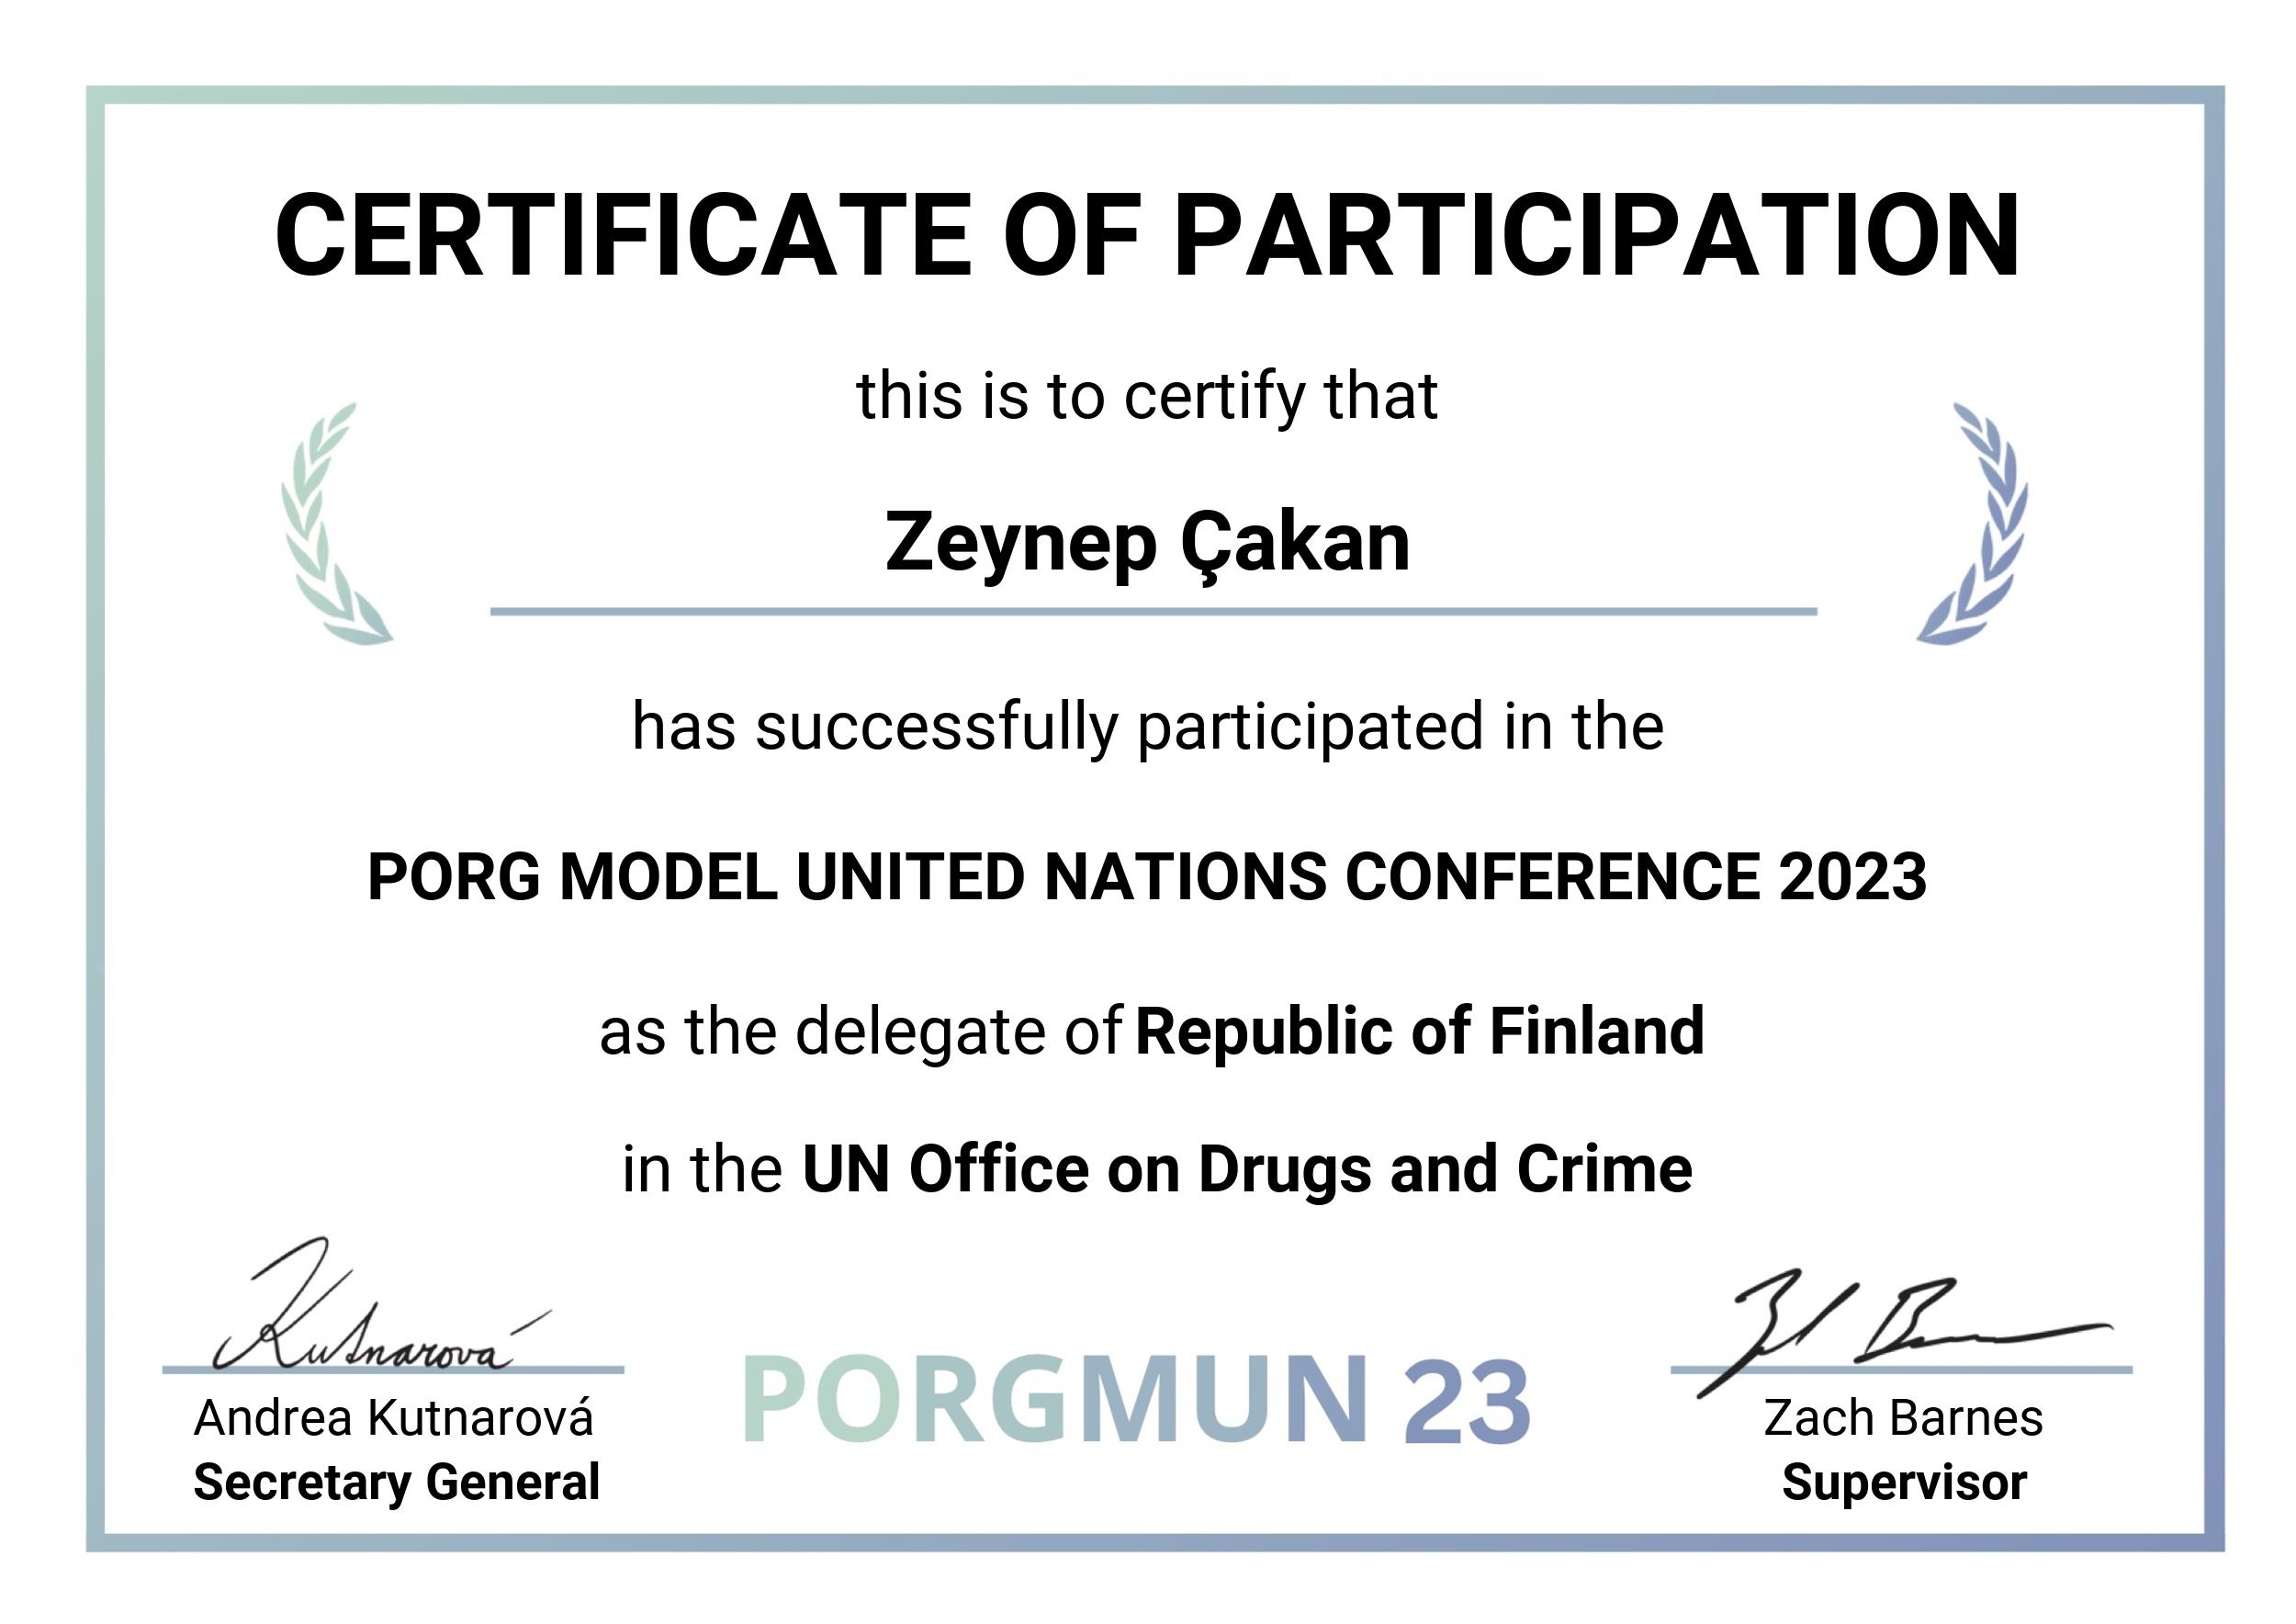 CERTIFICATE OF PARTICIPATION
this is to certify that
Zeynep Çakan
has successfully participated in the
PORG MODEL UNITED NATIONS CONFERENCE 2023
as the delegate of Republic of Finland
in the UN Office on Drugs and Crime
Kutnarová
Andrea Kutnarová
Secretary General
PORGMUN 23
Zach Barnes
Supervisor